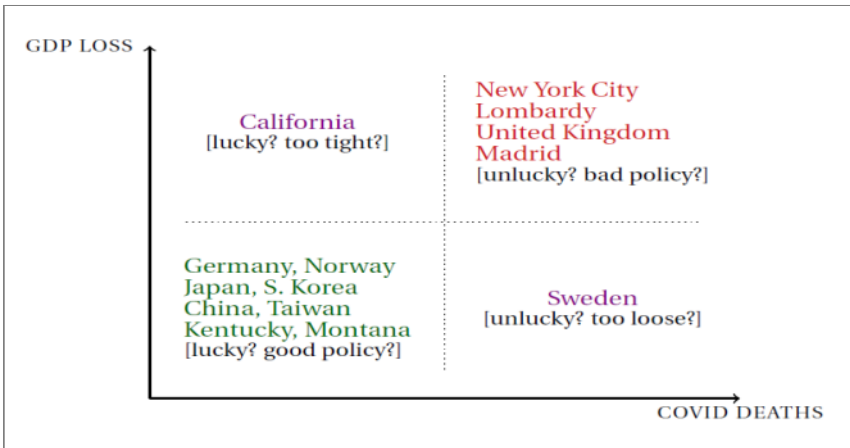 GDP LOSS
California
[lucky? too tight?]
New York City
Lombardy
United Kingdom
Madrid
[unlucky? bad policy?]
Germany, Norway
Japan, S. Korea
China, Taiwan
Kentucky, Montana
[lucky? good policy?]
Sweden
[unlucky? too loose?]
COVID DEATHS